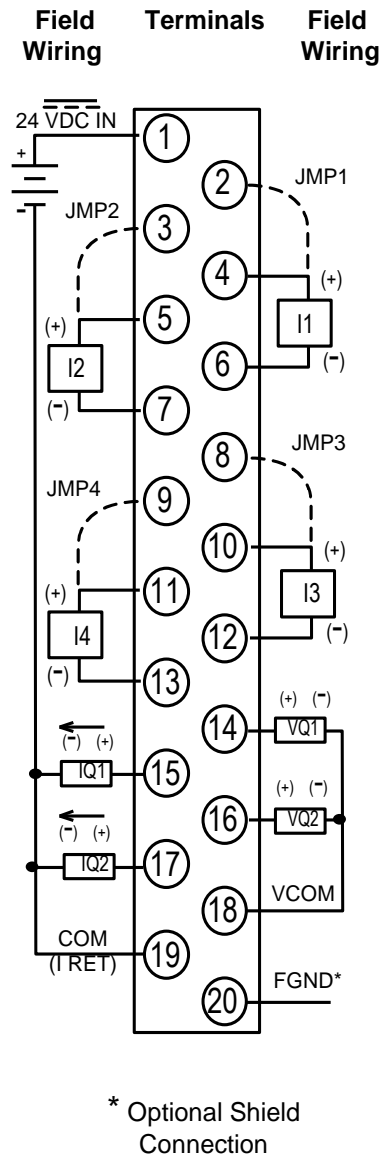 Field Wiring
Terminals
Field Wiring
24 VDC IN
1
+
-
2
JMP1
JMP2
3
4
(+)
I1
(-)
5
(+)
I2
(-)
6
7
8
JMP3
JMP4
9
10
(+)
I3
(-)
11
(+)
I4
(-)
12
13
14
(+) (-)
VQ1
(-) (+)
IQ1
15
16
(+) (-)
VQ2
(-) (+)
IQ2
17
18
VCOM
COM
(I RET)
19
20
FGND*
* Optional Shield
Connection